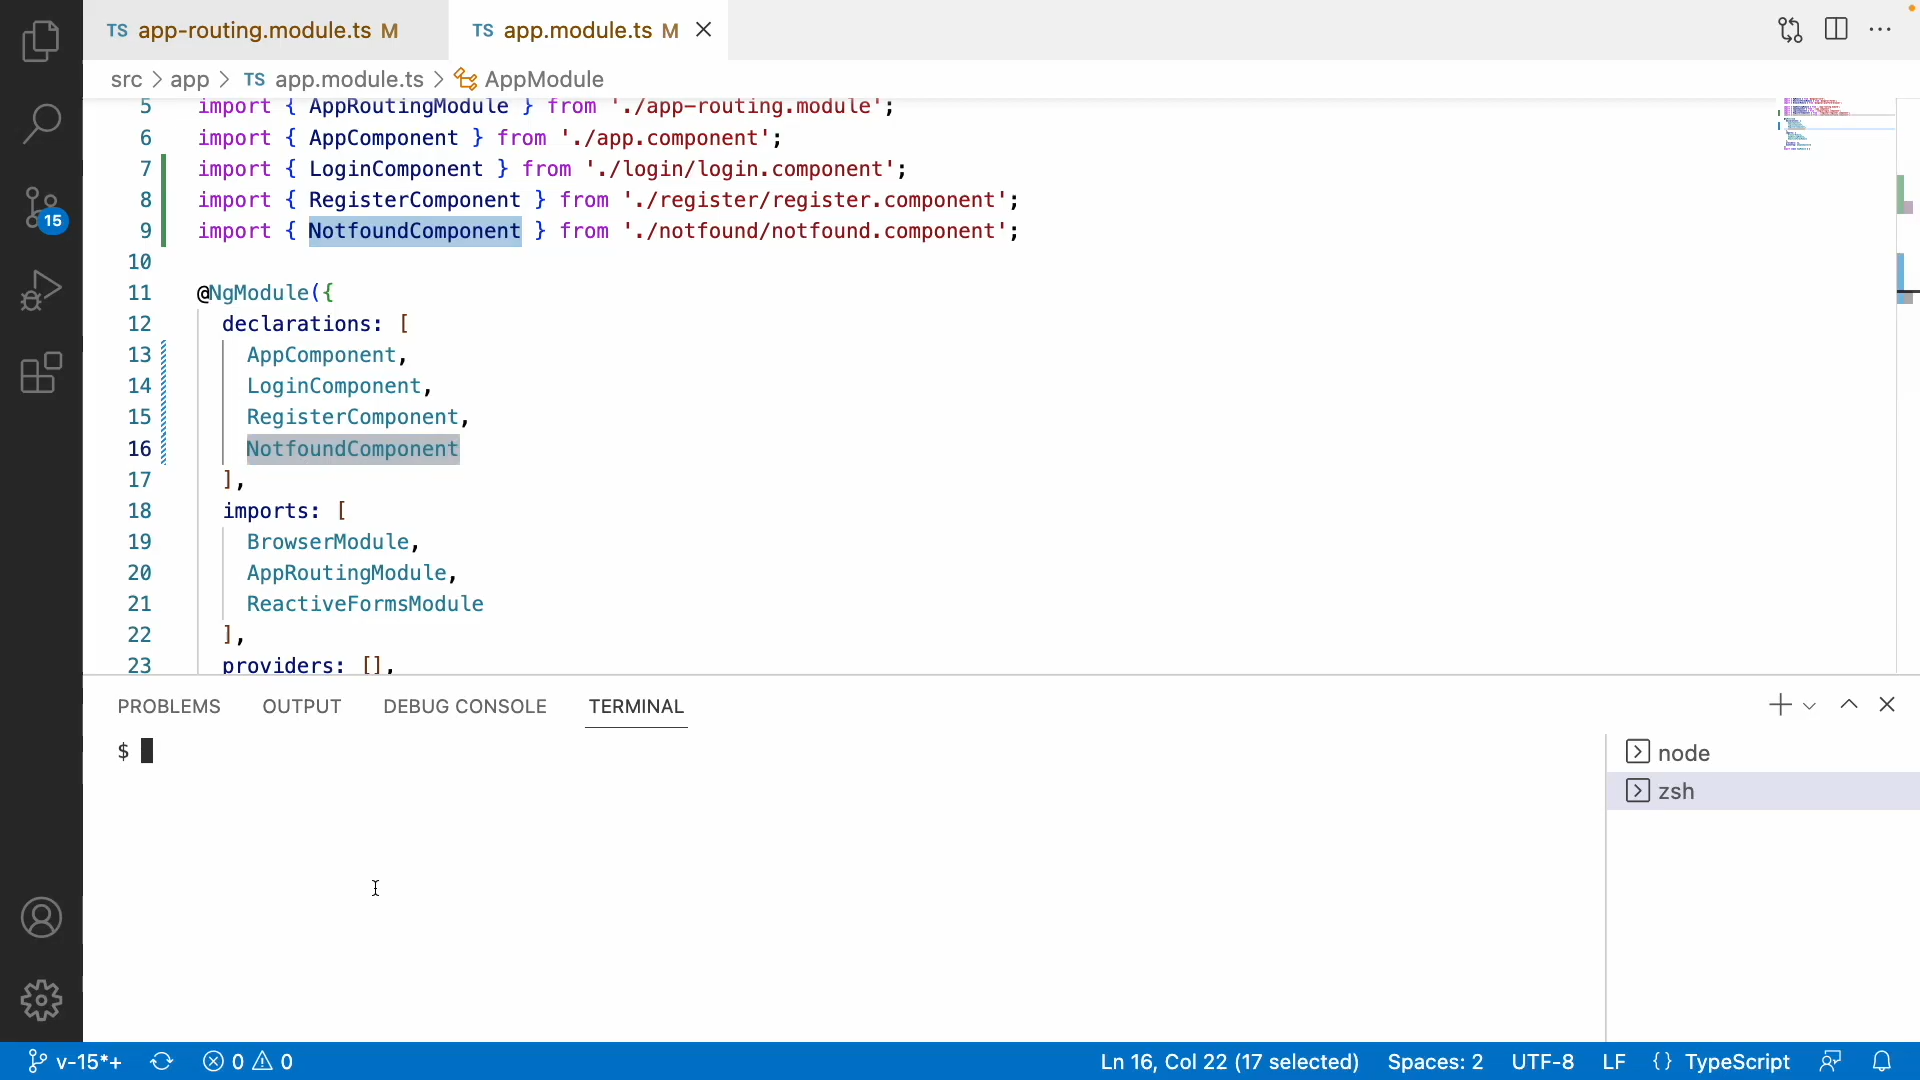 TS app-routing.module.ts M
TS app.module.ts M
src > app > TS app.module.ts > AppModule
5 import { AppRoutingModule } from './app-routing.module';
6 import { AppComponent } from './app.component';
7 import { LoginComponent } from './login/login.component';
8 import { RegisterComponent } from './register/register.component';
9 import { NotfoundComponent } from './notfound/notfound.component';
10
11 @NgModule({
12 declarations: [
13 AppComponent,
14 LoginComponent,
15 RegisterComponent,
16 NotfoundComponent
17 ],
18 imports: [
19 BrowserModule,
20 AppRoutingModule,
21 ReactiveFormsModule
22 ],
23 providers: [],
15
PROBLEMS OUTPUT DEBUG CONSOLE TERMINAL
$
node
zsh
v-15*+ 0 0 Ln 16, Col 22 (17 selected) Spaces: 2 UTF-8 LF {} TypeScript